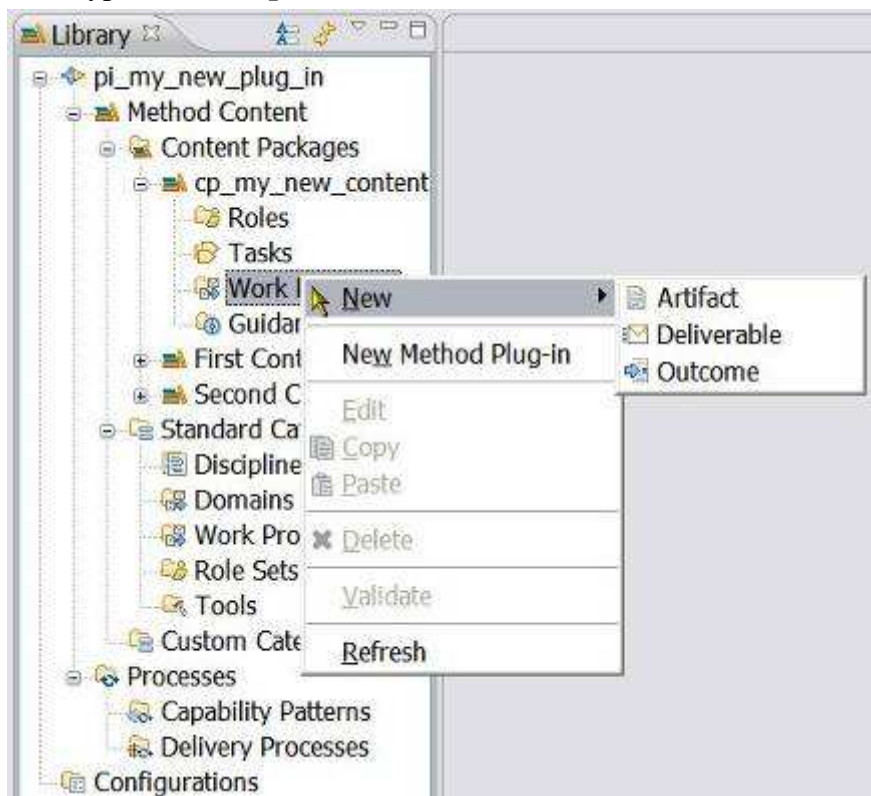 Library
pi_my_new_plug_in
Method Content
Content Packages
cp_my_new_content
Roles
Tasks
Work
New
Artifact
Guidan
Deliverable
First Cont
New Method Plug-in
Outcome
Second C
Edit
Standard Ca
Copy
Discipline
Paste
Domains
Work Pro
Delete
Role Sets
Validate
Tools
Custom Cate
Refresh
Processes
Capability Patterns
Delivery Processes
Configurations